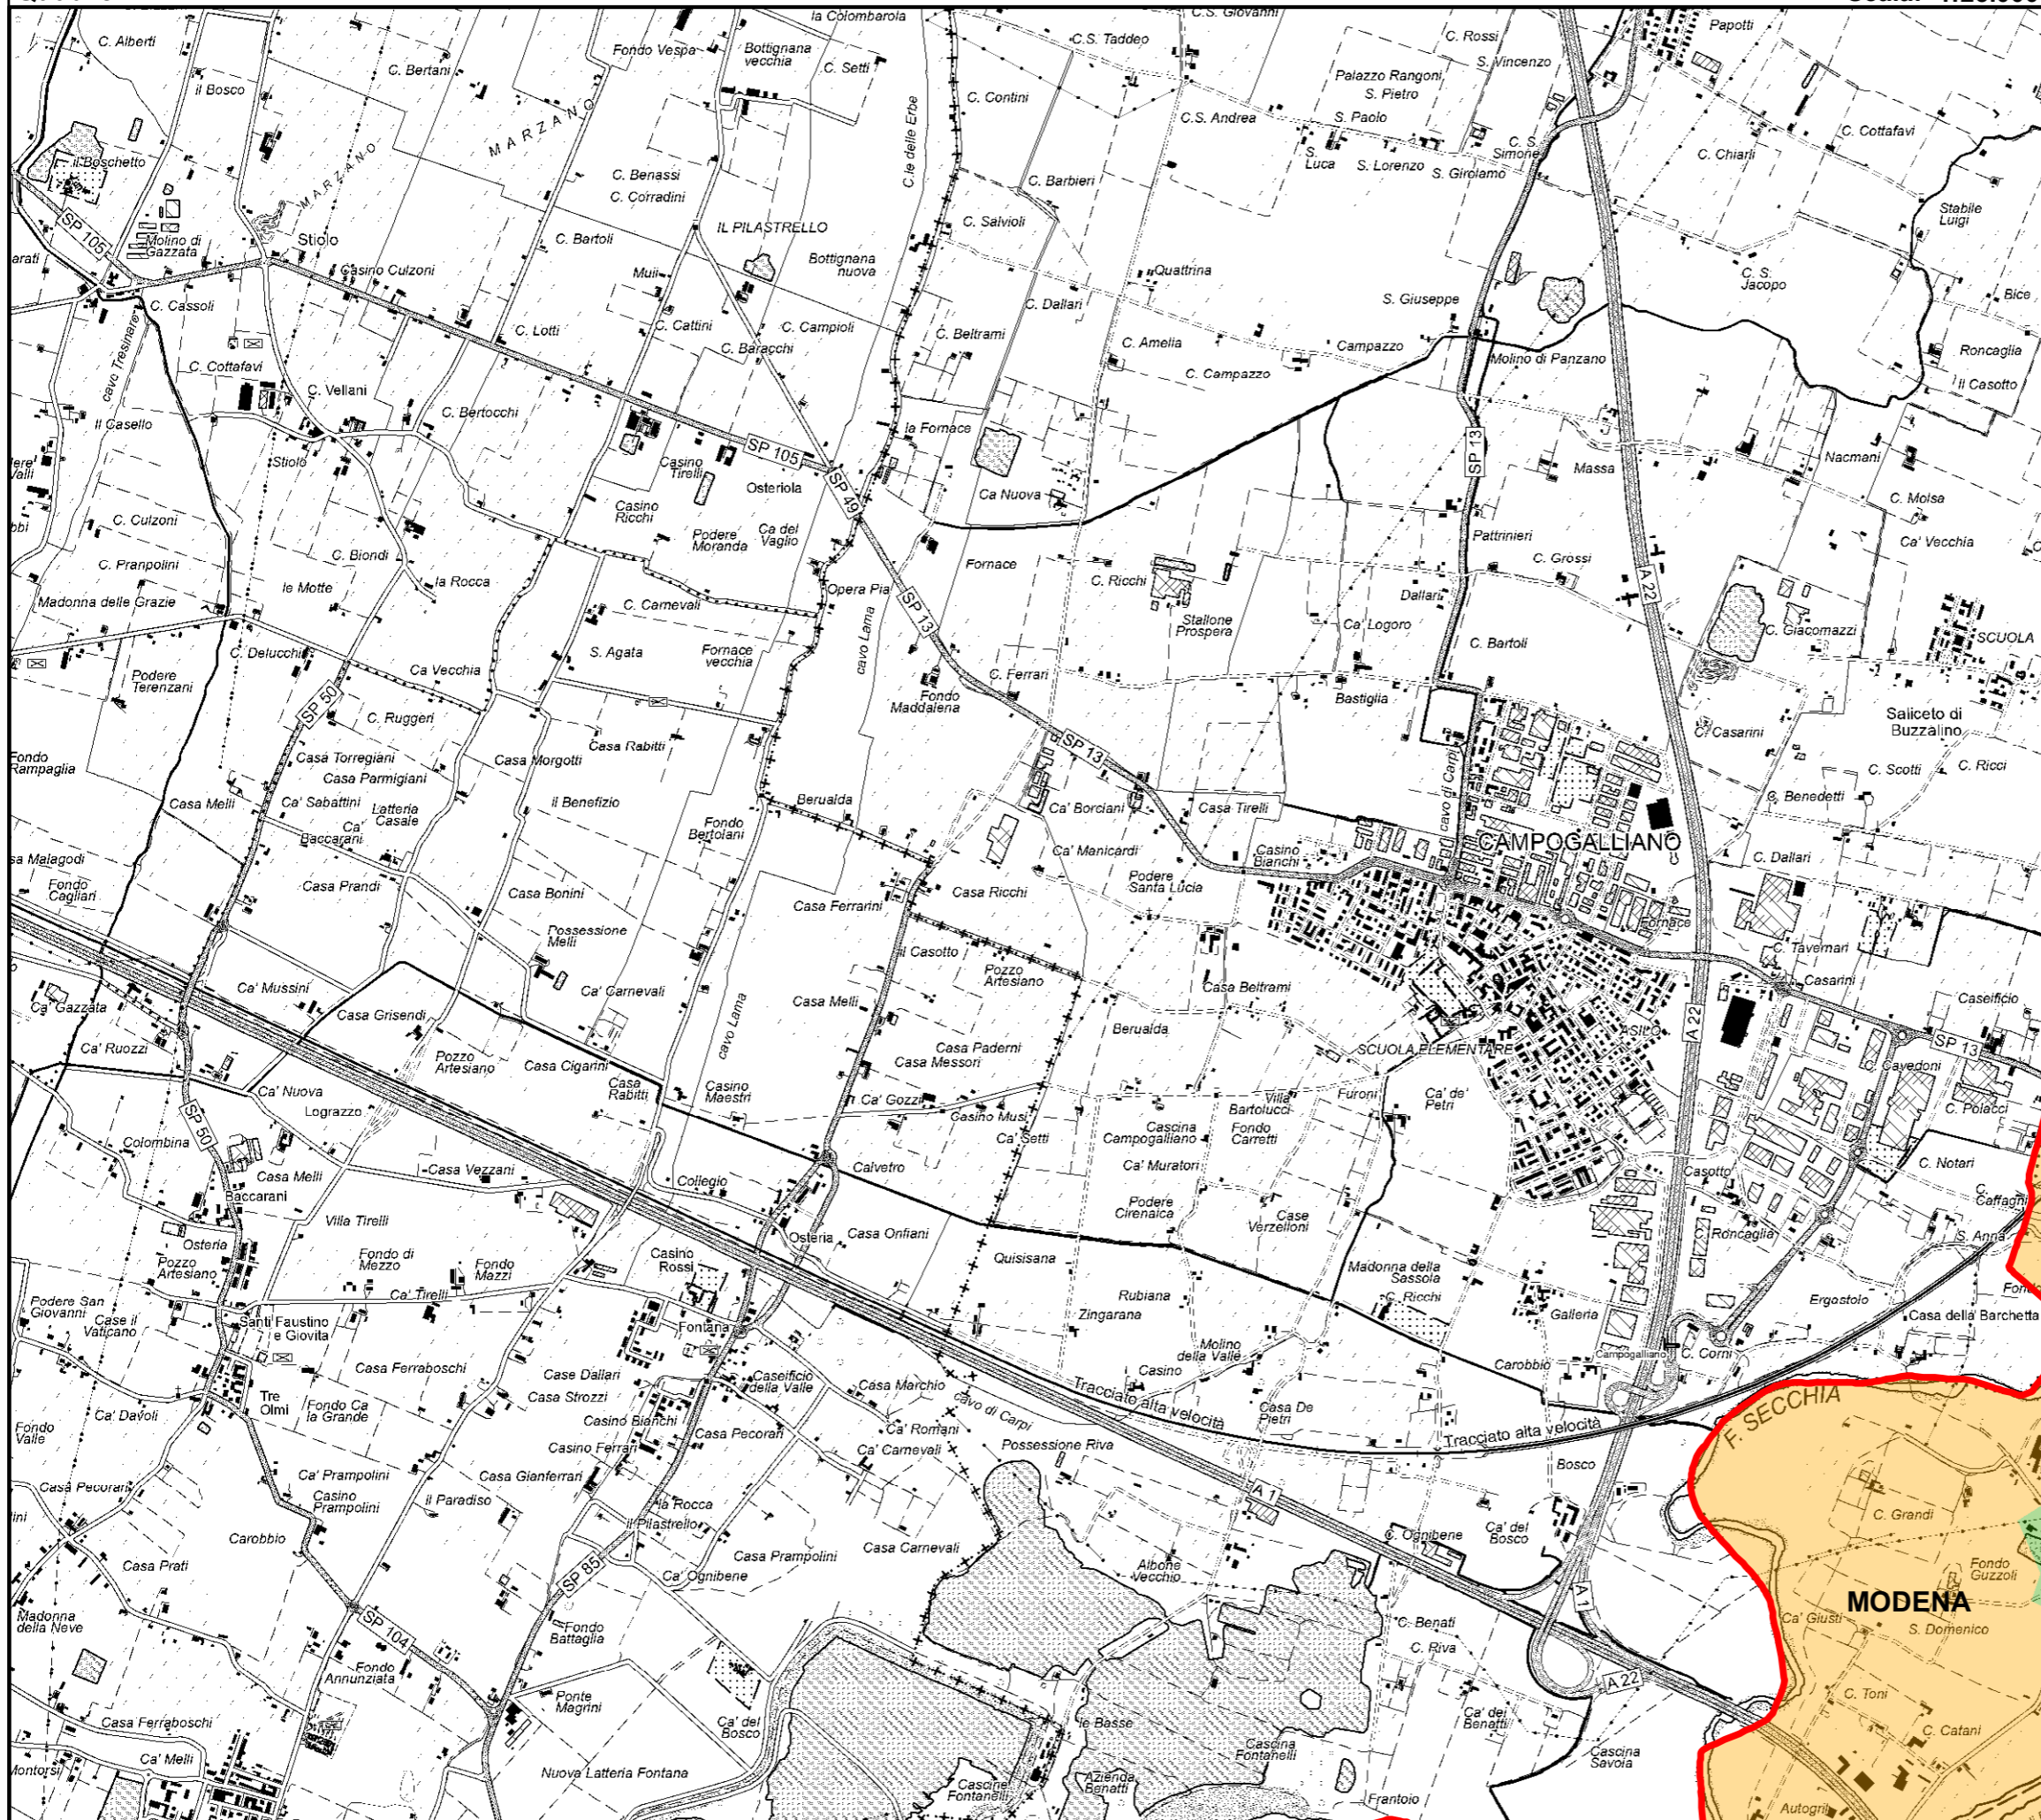 la Colombarola
C.S. Giovanni
C. Alberti
Fondo Vespa
Bottignana
vecchia
C.S. Taddeo
C. Rossi
Papotti
C. Bertani
C. Setti
S. Vincenzo
il Bosco
Palazzo Rangoni
S. Pietro
C. Contini
MARZANO
C.le delle Erbe
C.S. Andrea
S. Paolo
C. Cottafavi
il Boschetto
MARZANO
C. Benassi
C. Corradini
C. Barbieri
S.
Luca
S. Lorenzo
S. Girolamo
C. S.
Simone
C. Chiarli
SP 105
Molino di
Gazzata
Stiolo
C. Bartoli
IL PILASTRELLO
C. Salvioli
Stabile
Luigi
Casino Culzoni
Muli
Bottignana
nuova
Quattrina
C. S.
Jacopo
C. Cassoli
C. Dallari
S. Giuseppe
Bice
C. Lotti
C. Cattini
C. Campioli
C. Beltrami
C. Baracchi
C. Amelia
Campazzo
Molino di Panzano
Roncaglia
C. Cottafavi
C. Campazzo
il Casotto
C. Vellani
C. Bertocchi
Il Casello
la Fornace
SP 105
SP 13
Stiolo
Casino
Tirelli
Osteriola
SP 49
Ca Nuova
Massa
Nacmani
Casino
Ricchi
C. Molsa
C. Culzoni
Podere
Moranda
Ca del
Vaglio
Pattrinieri
Ca' Vecchia
C. Biondi
C. Pranpolini
Fornace
C. Grossi
A 22
le Motte
la Rocca
Opera Pia
C. Ricchi
Dallari
Madonna delle Grazie
C. Carnevali
SP 13
Stallone
Prospera
Ca' Logoro
C. Giacomazzi
SCUOLA
C. Delucchi
S. Agata
Fornace
vecchia
cavo Lama
C. Bartoli
Podere
Terenzani
Ca Vecchia
C. Ferrari
SP 50
Fondo
Maddalena
Bastiglia
C. Ruggeri
Saliceto di
Buzzalino
Casa Rabitti
SP 13
C. Casarini
Fondo
Rampaglia
Casa Torregiani
Casa Parmigiani
Casa Morgotti
C. Scotti
C. Ricci
Casa Melli
Ca' Sabattini
Latteria
Casale
il Benefizio
Berualda
Ca' Borciani
Casa Tirelli
cavo di Carpi
C. Benedetti
Ca'
Baccarani
Fondo
Bertolani
CAMPOGALLIANO
Ca' Manicardi
Casino
Bianchi
C. Dallari
Fondo
Cagliari
Casa Prandi
Casa Bonini
Casa Ferrarini
Casa Ricchi
Podere
Santa Lucia
Fornace
Possessione
Melli
il Casotto
C. Tavernari
Pozzo
Artesiano
Casarini
Ca' Mussini
Ca' Carnevali
Casa Melli
Casa Beltrami
Caseificio
Ca' Gazzata
Casa Grisendi
cavo Lama
Berualda
A 22
ASILO
Ca' Ruozzi
Pozzo
Artesiano
Casa Paderni
Casa Messori
SCUOLA ELEMENTARE
SP 13
Casa Cigarini
C. Cavedoni
Ca' Nuova
Casa
Rabitti
Casino
Maestri
Ca' Gozzi
Villa
Bartolucci
Furoni
Ca' de'
Petri
Lograzzo
SP 50
Casino Musi
C. Polacci
Cascina
Campogalliano
Fondo
Carretti
Colombina
Ca' Setti
Casa Melli
Casa Vezzani
Collegio
Calvetro
Ca' Muratori
Casotto
C. Notari
Baccarani
Villa Tirelli
Podere
Cirenaica
Case
Verzelloni
C.
Caffagni
Osteria
Osteria
Casa Onfiani
C. Roncaglia
S. Anna
Pozzo
Artesiano
Fondo di
Mezzo
Fondo
Mazzi
Casino
Rossi
Quisisana
Madonna della
Sassola
Ca' Tirelli
Rubiana
C. Ricchi
Podere San
Giovanni
Case il
Vaticano
Santi Faustino
e Giovita
Fontana
Zingarana
Galleria
Ergastolo
Casa della Barchetta
Casa Ferraboschi
Case Dallari
Caseificio
della Valle
Molino
della Valle
Campogalliano
C. Corni
Carobbio
Tre
Olmi
Casa Strozzi
Casa Marchio
Casino
Tracciato alta velocità
Ca' Davoli
Fondo Ca
la Grande
cavo di Carpi
Casa De
Pietri
F. SECCHIA
Fondo
Valle
Casino Bianchi
Ca' Romani
Tracciato alta velocità
Casino Ferrari
Casa Pecorari
Ca' Carnevali
Possessione Riva
Bosco
Ca' Prampolini
Casa Gianferrari
A 1
Casa Pecorari
Casino
Prampolini
il Paradiso
la Rocca
C. Grandi
il Pilastrello
Carobbio
C. Ognibene
Ca' del
Bosco
Casa Prati
Casa Prampolini
Casa Carnevali
Albone
Vecchio
Fondo
Guzzoli
SP 85
Ca' Ognibene
A 1
MODENA
Madonna
della Neve
Fondo
Battaglia
C. Benati
Ca' Giusti
S. Domenico
SP 104
C. Riva
Fondo
Annunziata
A 22
Ponte
Magrini
C. Toni
Casa Ferraboschi
Ca' del
Bosco
le Basse
Ca' dei
Benatti
C. Catani
Ca' Melli
Cascina
Fontanelli
Cascina
Savoia
Nuova Latteria Fontana
Cascine
Fontanelli
Azienda
Benatti
Frantoio
Autogrill